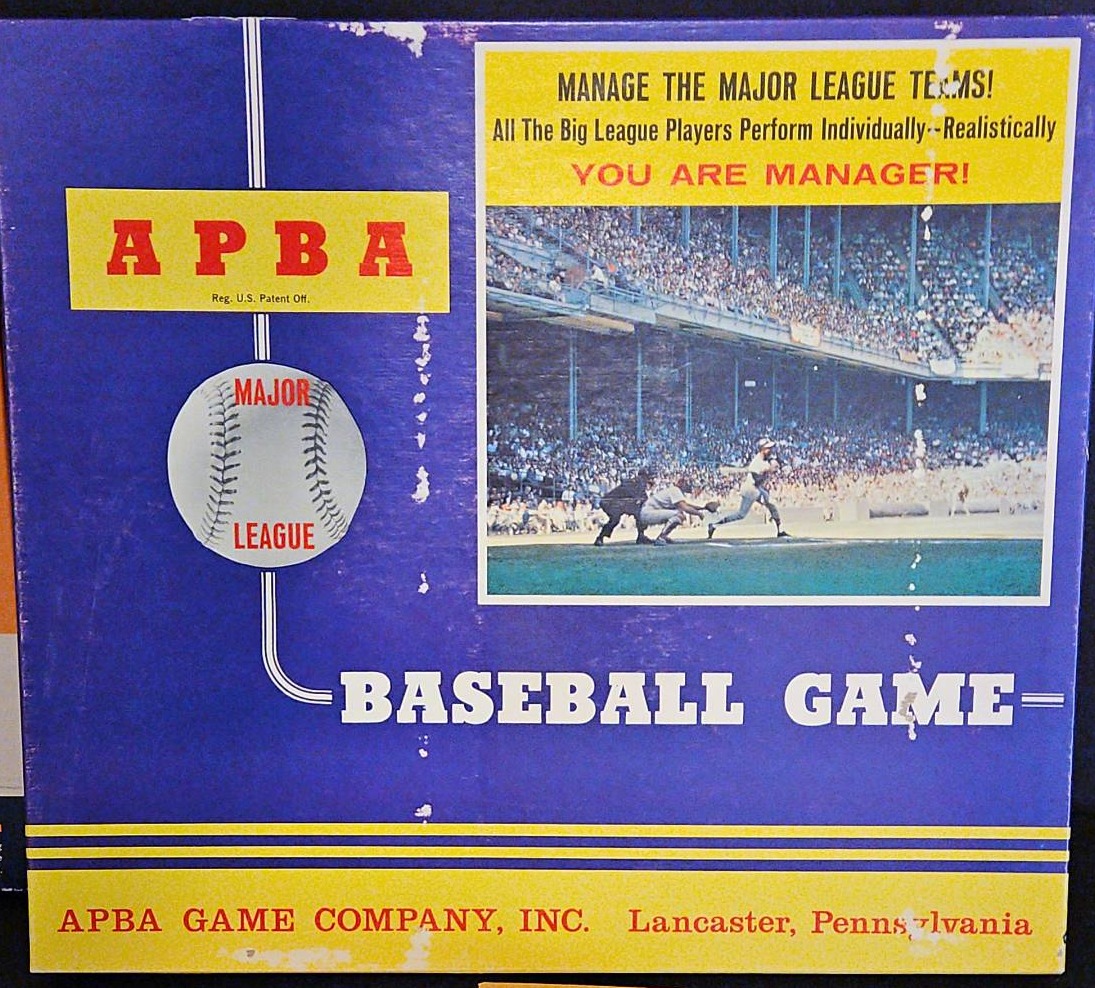 MANAGE THE MAJOR LEAGUE TEAMS!
All The Big League Players Perform Individually--Realistically
YOU ARE MANAGER!
APBA
Reg. U.S. Patent Off.
MAJOR
LEAGUE
BASEBALL GAME
APBA GAME COMPANY, INC. Lancaster, Pennsylvania